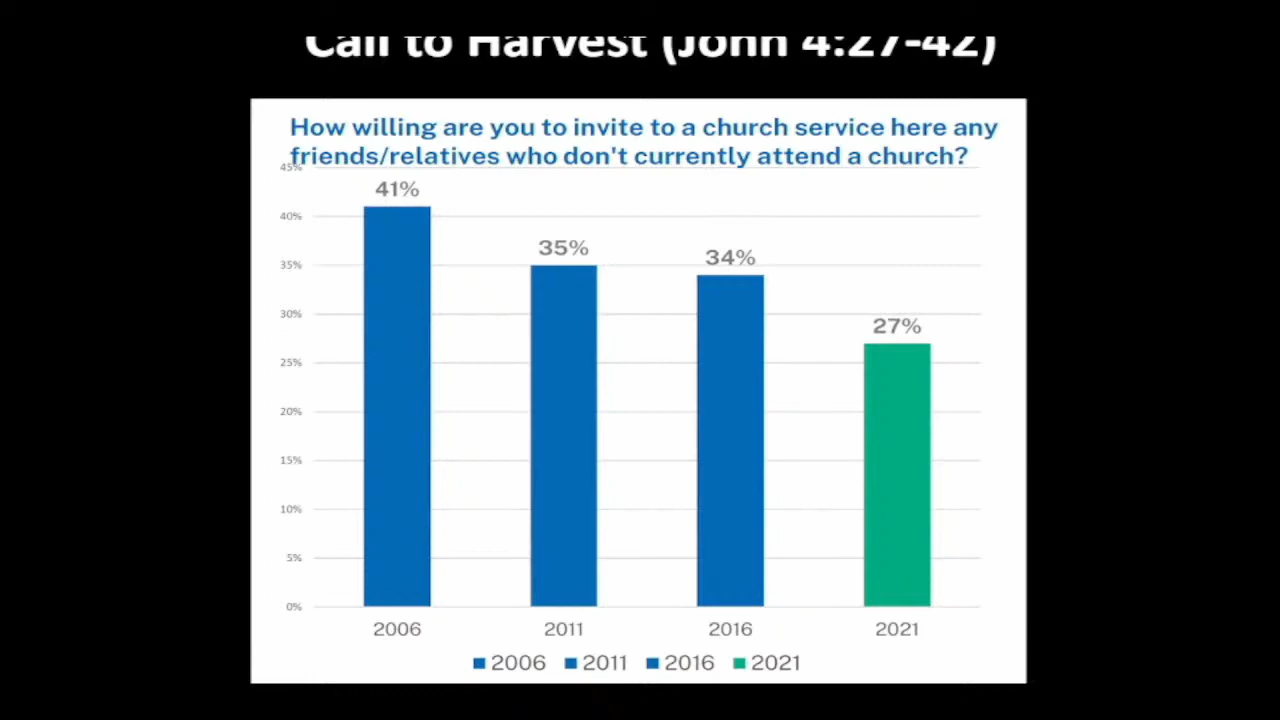 Call to Harvest (John 4:27-42)
How willing are you to invite to a church service here any
friends/relatives who don't currently attend a church?
45%
41%
40%
35%
35%
34%
30%
27%
25%
20%
15%
10%
5%
0%
2006 2011 2016 2021
2006 2011 2016 2021